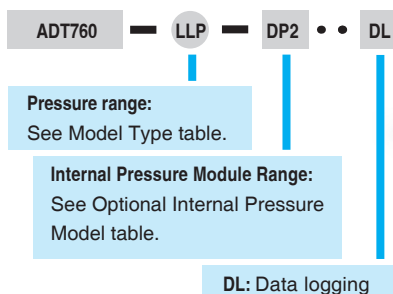 ADT760 — LLP — DP2 • • DL
Pressure range:
See Model Type table.
Internal Pressure Module Range:
See Optional Internal Pressure
Model table.
DL: Data logging